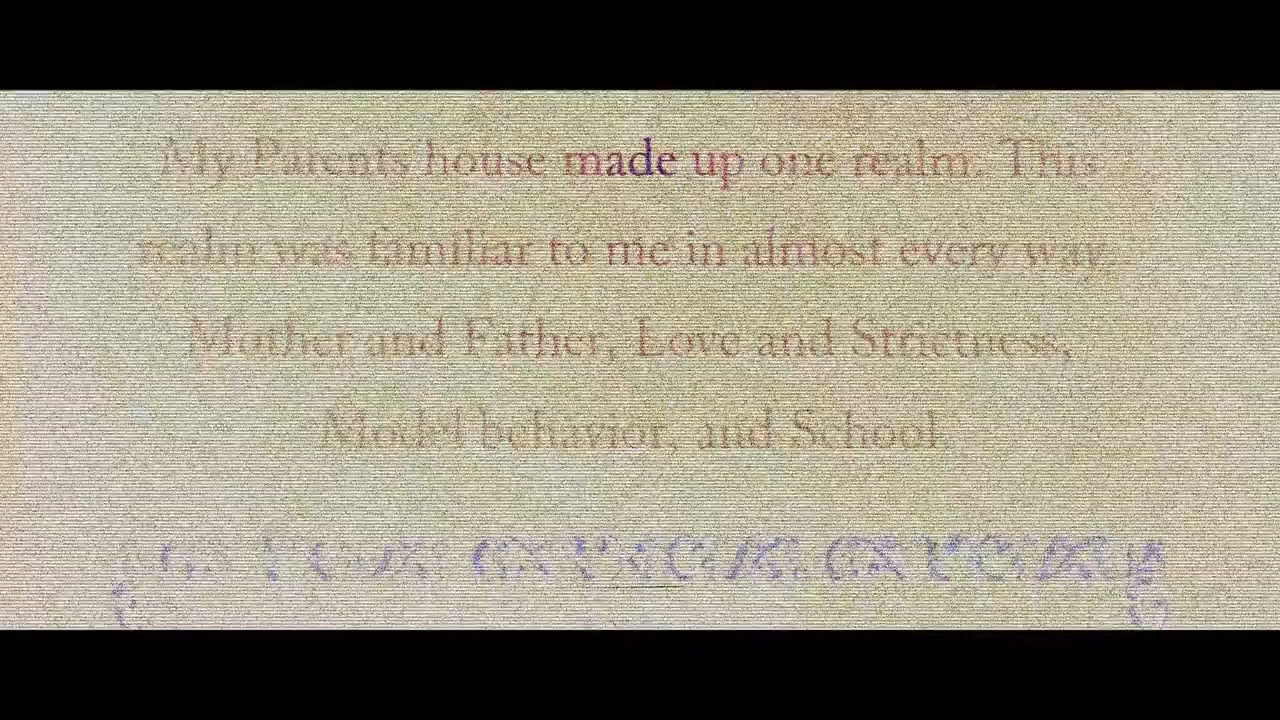 My Parents house made up one realm. This
realm was familiar to me in almost every way
Mother and Father, Love and Strictness,
Model behavior, and School